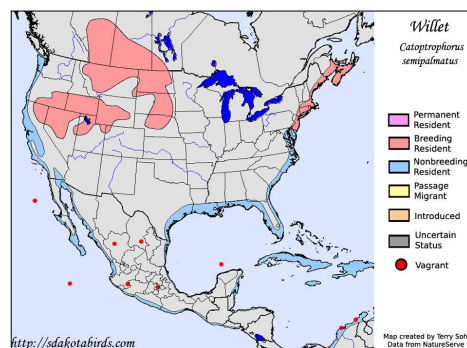 Willet
Catoptrophorus
semipalmatus
Permanent
Resident
Breeding
Resident
Nonbreeding
Resident
Passage
Migrant
Introduced
Uncertain
Status
Vagrant
http://sdakotabirds.com
Map created by Terry Soh
Data from NatureServe